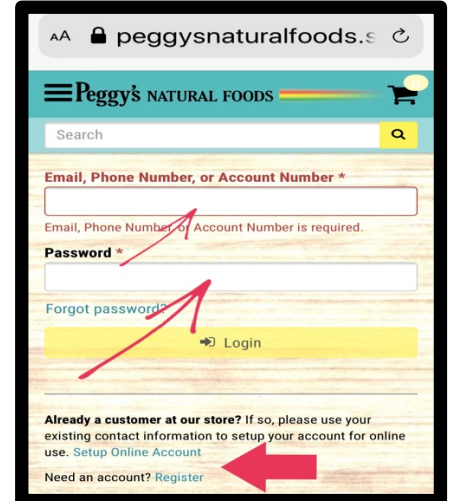 AA peggysnaturalfoods.s
Peggy's NATURAL FOODS
Search
Email, Phone Number, or Account Number *
Email, Phone Number, or Account Number is required.
Password *
Forgot password?
Login
Already a customer at our store? If so, please use your
existing contact information to setup your account for online
use. Setup Online Account
Need an account? Register